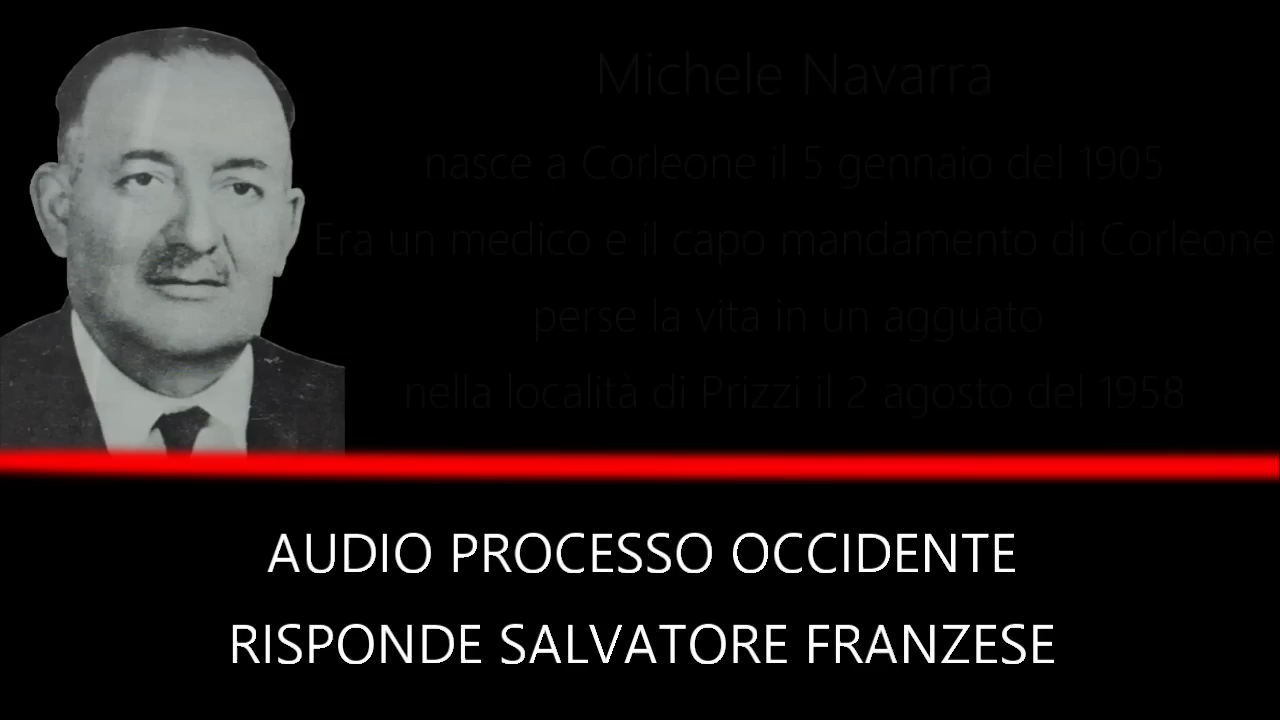 Michele Navarra
nasce a Corleone il 5 gennaio del 1905
Era un medico e il capo mandamento di Corleone
perse la vita in un agguato
nella località di Prizzi il 2 agosto del 1958
AUDIO PROCESSO OCCIDENTE
RISPONDE SALVATORE FRANZESE